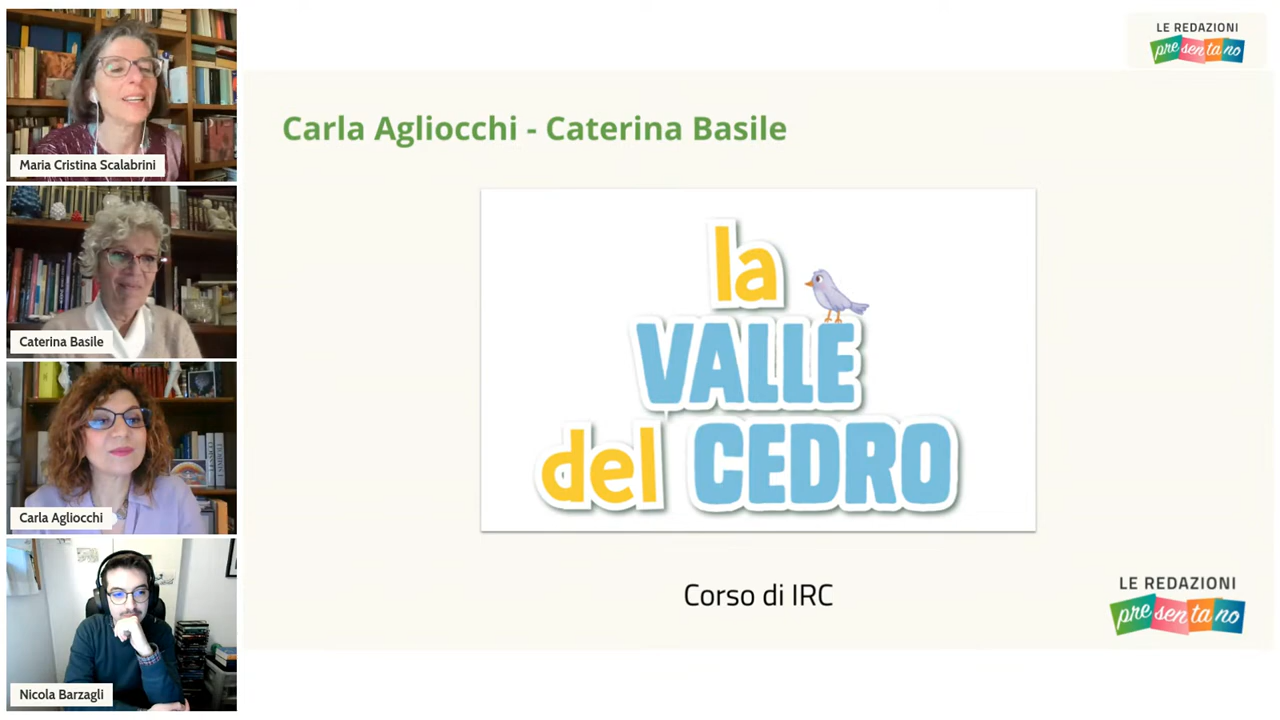 Maria Cristina Scalabrini
Caterina Basile
Carla Agliocchi
Nicola Barzagli
LE REDAZIONI
presentano
Carla Agliocchi - Caterina Basile
la
VALLE
del CEDRO
Corso di IRC
LE REDAZIONI
presentano